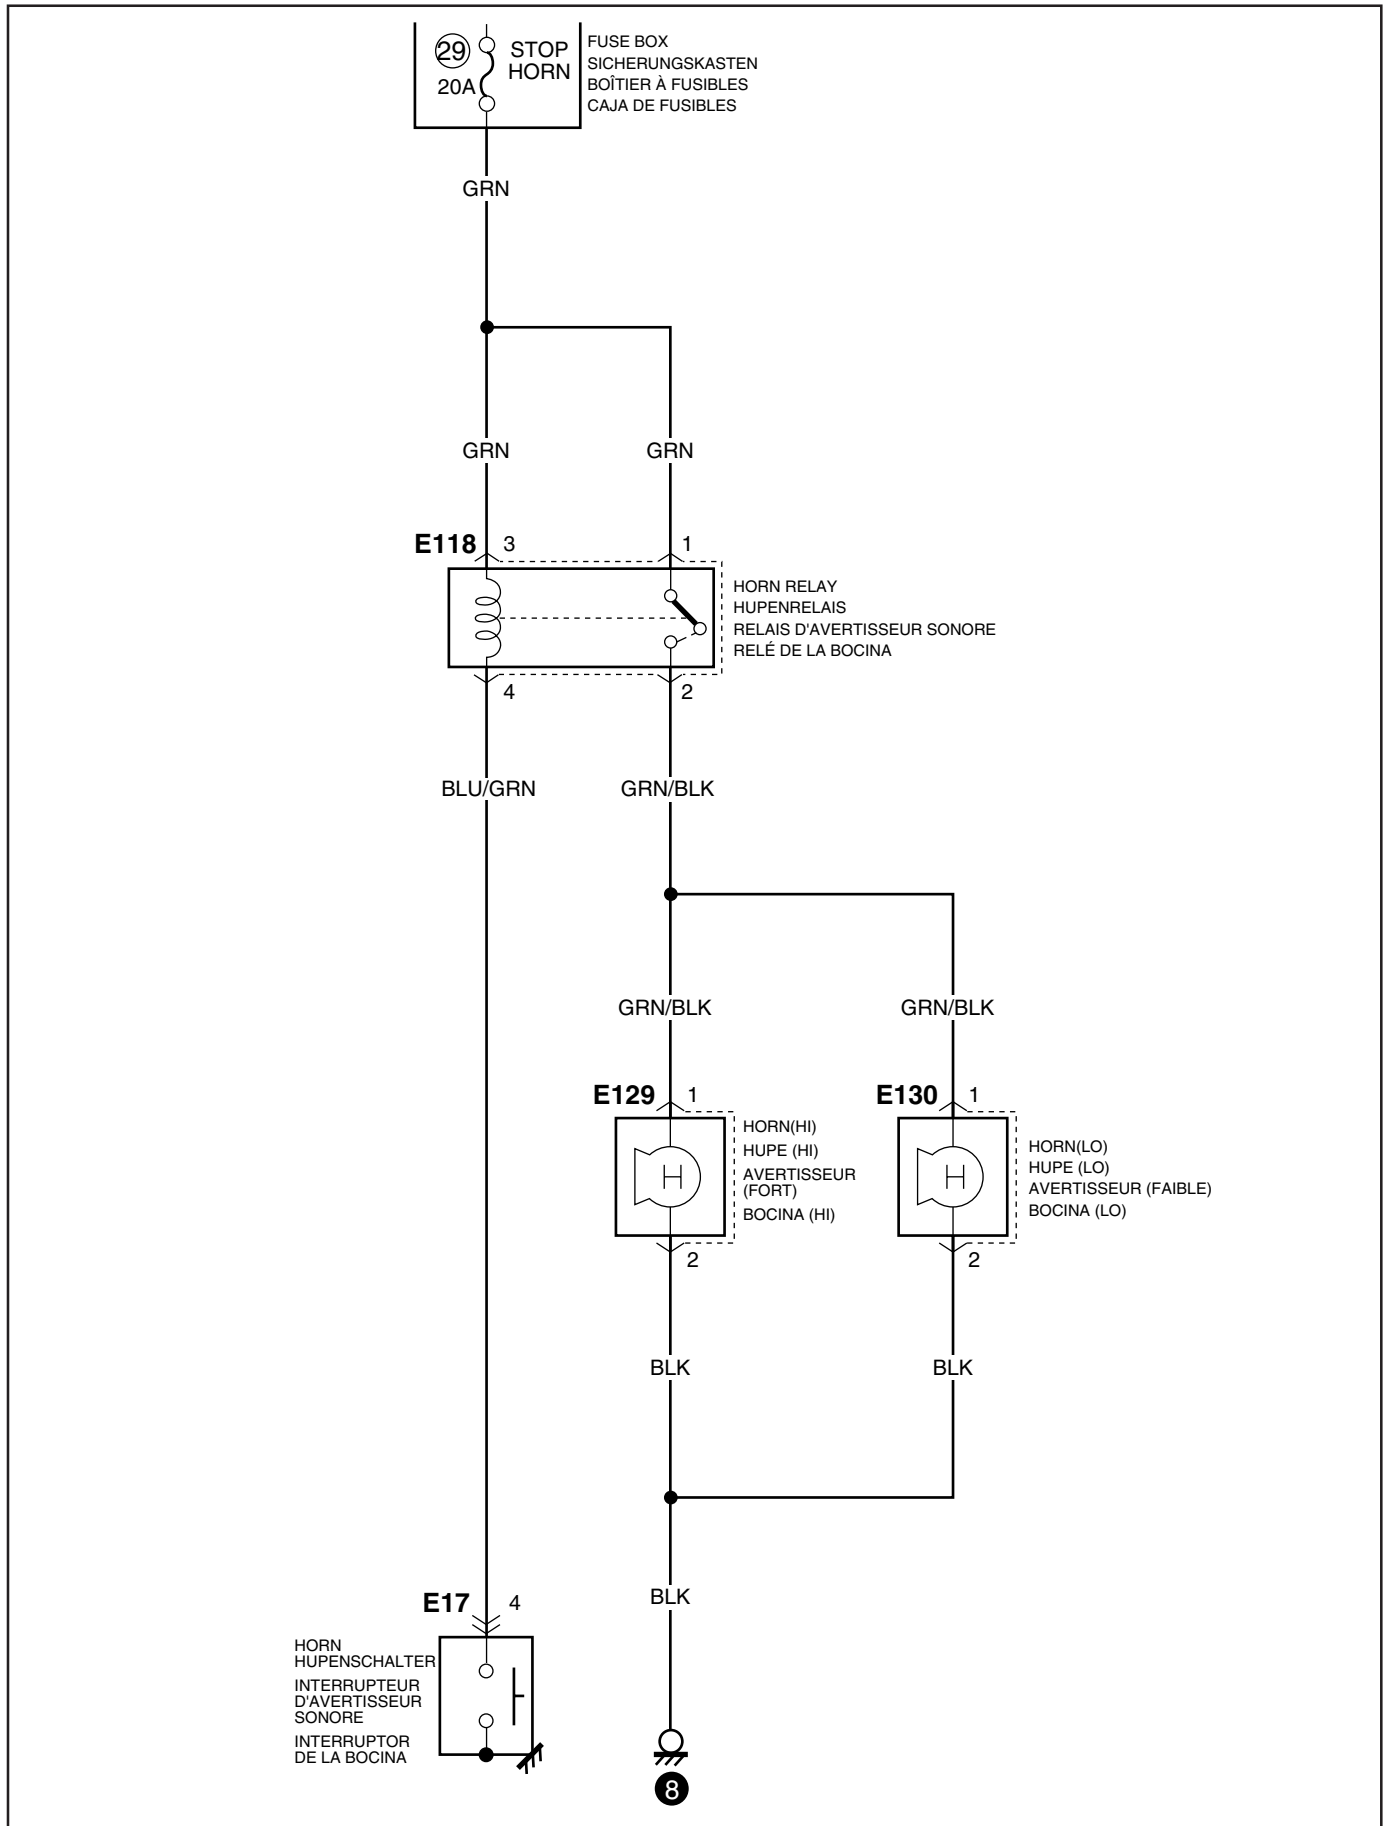 29
20A
STOP
HORN
FUSE BOX
SICHERUNGSKASTEN
BOÎTIER À FUSIBLES
CAJA DE FUSIBLES
GRN
GRN
GRN
E118
3
1
HORN RELAY
HUPENRELAIS
RELAIS D'AVERTISSEUR SONORE
RELÉ DE LA BOCINA
4
2
BLU/GRN
GRN/BLK
GRN/BLK
GRN/BLK
E129
1
E130
1
H
HORN(HI)
HUPE (HI)
AVERTISSEUR
(FORT)
BOCINA (HI)
H
HORN(LO)
HUPE (LO)
AVERTISSEUR (FAIBLE)
BOCINA (LO)
2
2
BLK
BLK
E17
4
BLK
HORN
HUPENSCHALTER
INTERRUPTEUR
D'AVERTISSEUR
SONORE
INTERRUPTOR
DE LA BOCINA
8